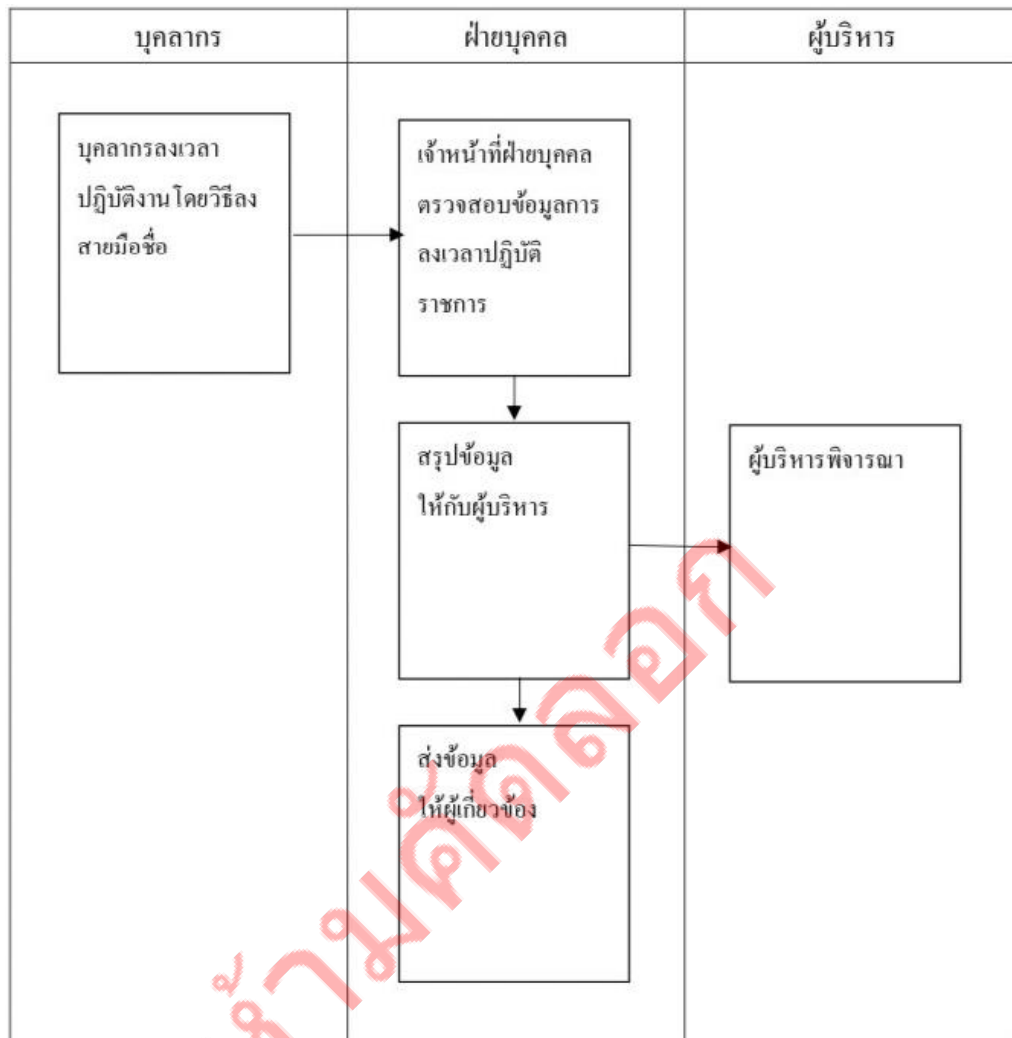 บุคลากร
ฝ่ายบุคคล
ผู้บริหาร
บุคลากรลงเวลา
ปฏิบัติงานโดยวิธีลง
สายมือชื่อ
เจ้าหน้าที่ฝ่ายบุคคล
ตรวจสอบข้อมูลการ
ลงเวลาปฏิบัติ
ราชการ
สรุปข้อมูล
ให้กับผู้บริหาร
ผู้บริหารพิจารณา
ส่งข้อมูล
ให้ผู้เกี่ยวข้อง
ห้ามคัดลอก